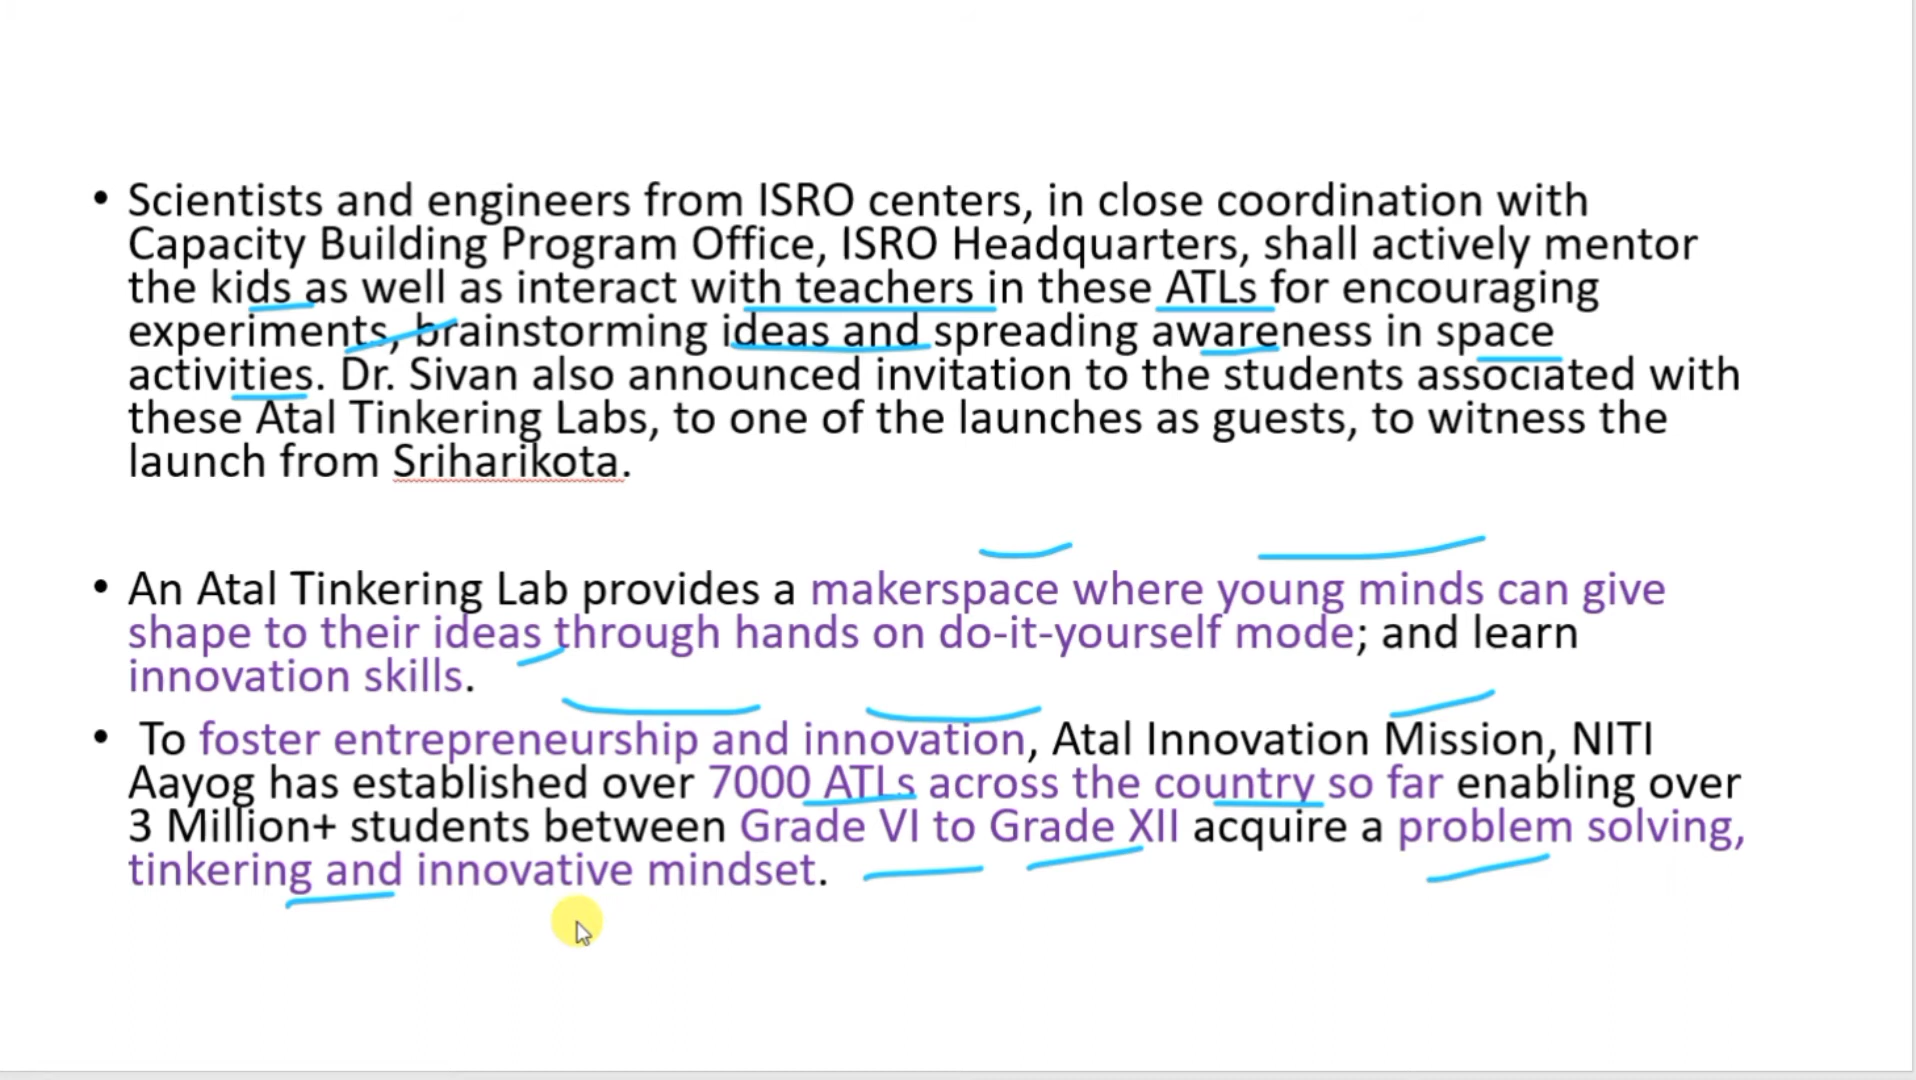 • Scientists and engineers from ISRO centers, in close coordination with
Capacity Building Program Office, ISRO Headquarters, shall actively mentor
the kids as well as interact with teachers in these ATLs for encouraging
experiments, brainstorming ideas and spreading awareness in space
activities. Dr. Sivan also announced invitation to the students associated with
these Atal Tinkering Labs, to one of the launches as guests, to witness the
launch from Sriharikota.
• An Atal Tinkering Lab provides a makerspace where young minds can give
shape to their ideas through hands on do-it-yourself mode; and learn
innovation skills.
• To foster entrepreneurship and innovation, Atal Innovation Mission, NITI
Aayog has established over 7000 ATLs across the country so far enabling over
3 Million+ students between Grade VI to Grade XII acquire a problem solving,
tinkering and innovative mindset.